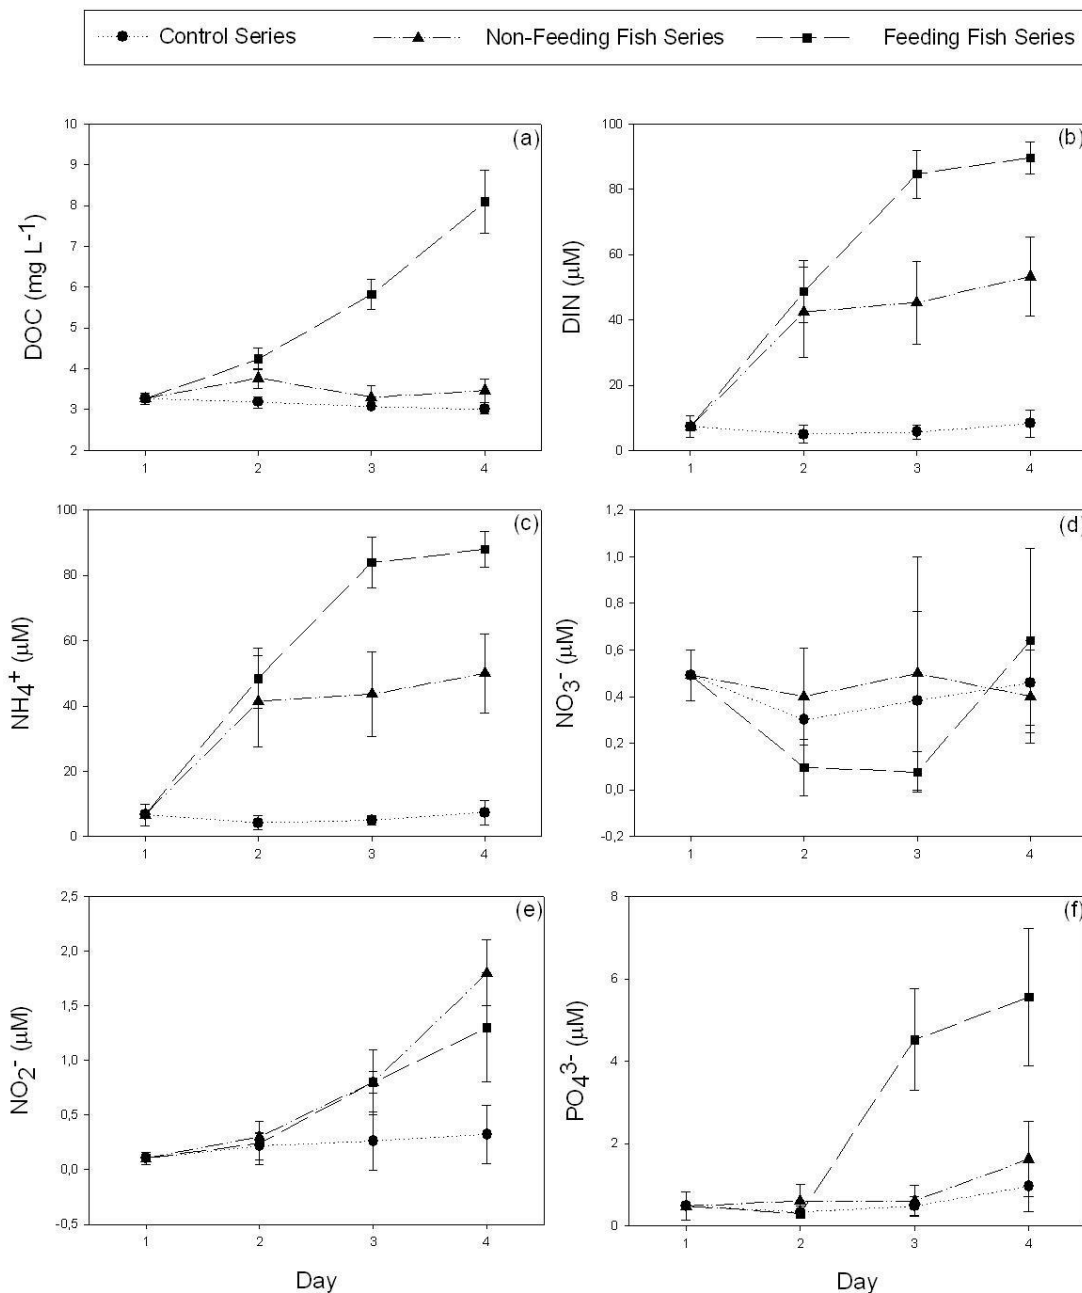 Control Series Non-Feeding Fish Series Feeding Fish Series
(a)
DOC (mg L-1)
10
9
8
7
6
5
4
3
2
1 2 3 4
(b)
DIN (μM)
100
80
60
40
20
0
1 2 3 4
(c)
NH4+ (μM)
100
80
60
40
20
0
1 2 3 4
(d)
NO3- (μM)
1,2
1,0
0,8
0,6
0,4
0,2
0,0
-0,2
1 2 3 4
(e)
NO2- (μM)
2,5
2,0
1,5
1,0
0,5
0,0
-0,5
1 2 3 4
Day
(f)
PO43- (μM)
8
6
4
2
0
1 2 3 4
Day